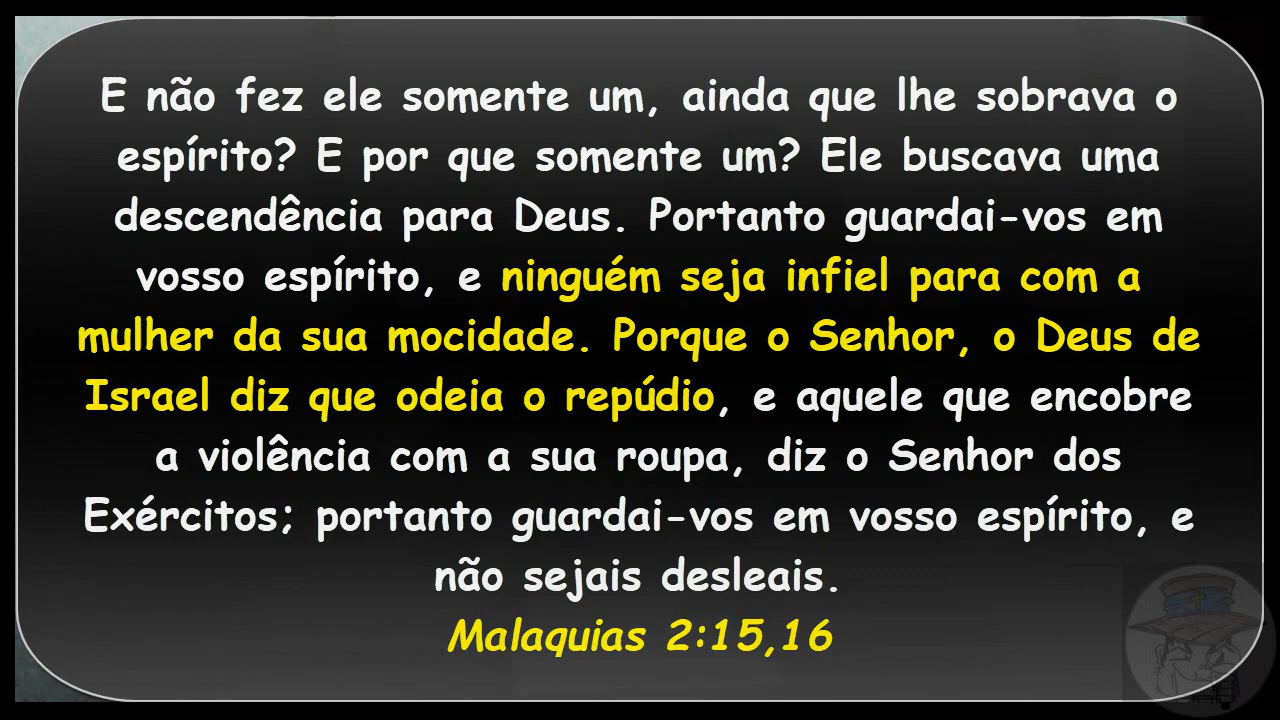 E não fez ele somente um, ainda que lhe sobrava o
espírito? E por que somente um? Ele buscava uma
descendência para Deus. Portanto guardai-vos em
vosso espírito, e ninguém seja infiel para com a
mulher da sua mocidade. Porque o Senhor, o Deus de
Israel diz que odeia o repúdio, e aquele que encobre
a violência com a sua roupa, diz o Senhor dos
Exércitos; portanto guardai-vos em vosso espírito, e
não sejais desleais.
Malaquias 2:15,16